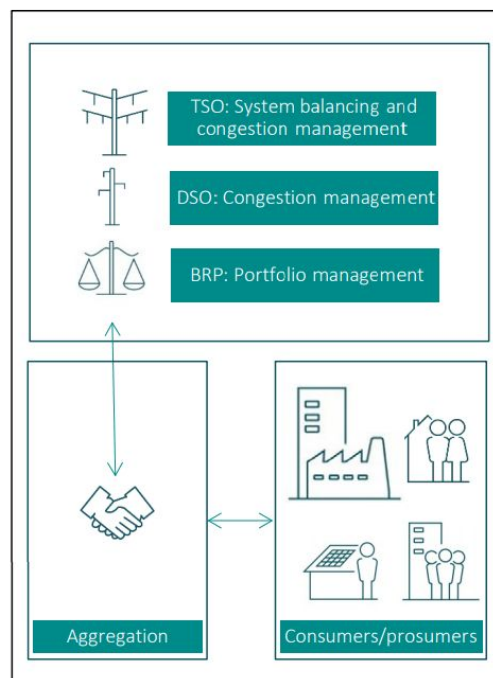 TSO: System balancing and
congestion management
DSO: Congestion management
BRP: Portfolio management
Aggregation
Consumers/prosumers